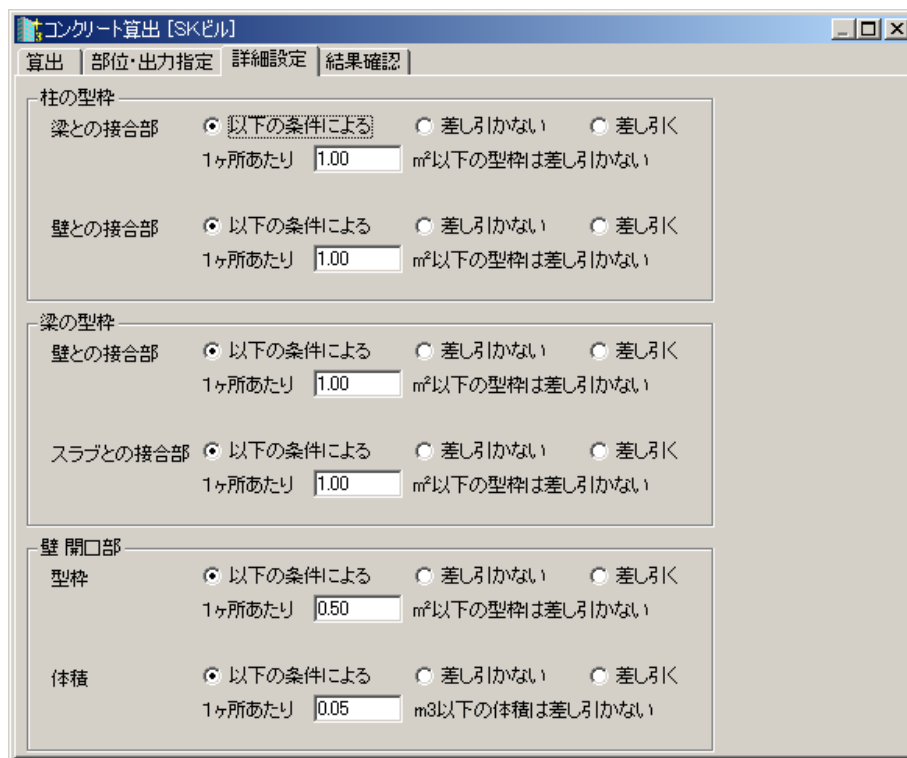 コンクリート算出 [SKビル]
算出 部位・出力指定 詳細設定 結果確認
柱の型枠
梁との接合部 以下の条件による 差し引かない 差し引く
1ヶ所あたり 1.00 m²以下の型枠は差し引かない
壁との接合部 以下の条件による 差し引かない 差し引く
1ヶ所あたり 1.00 m²以下の型枠は差し引かない
梁の型枠
壁との接合部 以下の条件による 差し引かない 差し引く
1ヶ所あたり 1.00 m²以下の型枠は差し引かない
スラブとの接合部 以下の条件による 差し引かない 差し引く
1ヶ所あたり 1.00 m²以下の型枠は差し引かない
壁 開口部
型枠 以下の条件による 差し引かない 差し引く
1ヶ所あたり 0.50 m²以下の型枠は差し引かない
体積 以下の条件による 差し引かない 差し引く
1ヶ所あたり 0.05 m3以下の体積は差し引かない